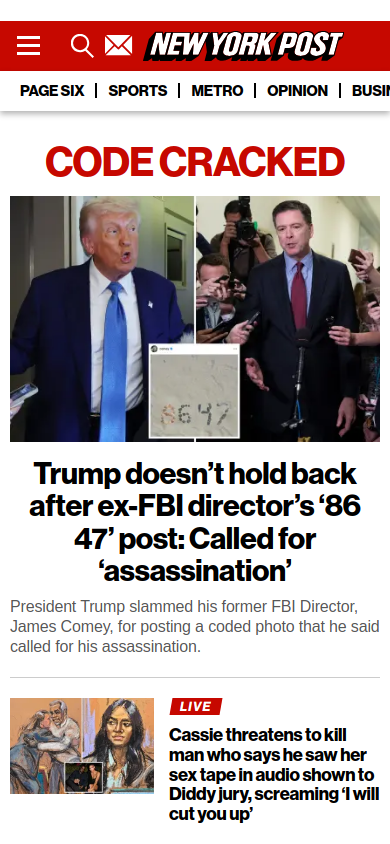 NEW YORK POST
PAGE SIX | SPORTS | METRO | OPINION | BUSI
CODE CRACKED
8647
Trump doesn’t hold back
after ex-FBI director’s ‘86
47’ post: Called for
‘assassination’
President Trump slammed his former FBI Director,
James Comey, for posting a coded photo that he said
called for his assassination.
LIVE
Cassie threatens to kill
man who says he saw her
sex tape in audio shown to
Diddy jury, screaming ‘I will
cut you up’